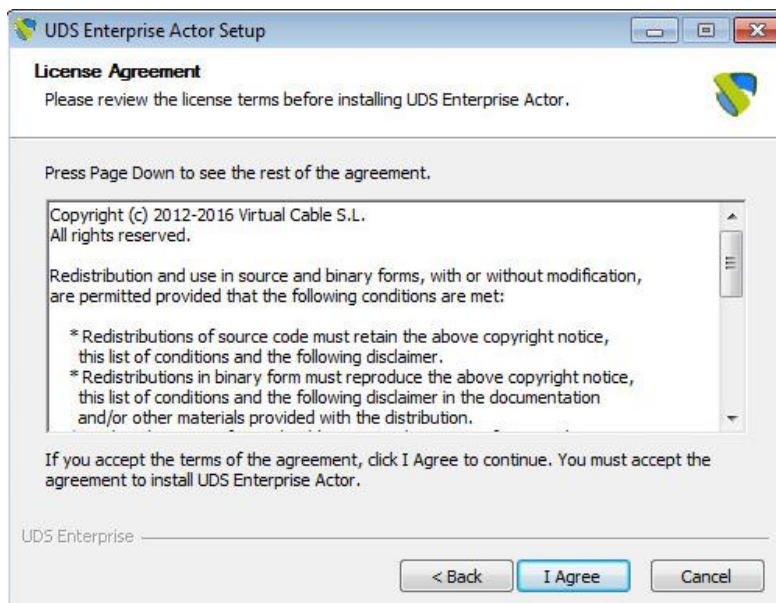 UDS Enterprise Actor Setup
License Agreement
Please review the license terms before installing UDS Enterprise Actor.
Press Page Down to see the rest of the agreement.
Copyright (c) 2012-2016 Virtual Cable S.L.
All rights reserved.
Redistribution and use in source and binary forms, with or without modification,
are permitted provided that the following conditions are met:
* Redistributions of source code must retain the above copyright notice,
this list of conditions and the following disclaimer.
* Redistributions in binary form must reproduce the above copyright notice,
this list of conditions and the following disclaimer in the documentation
and/or other materials provided with the distribution.
If you accept the terms of the agreement, click I Agree to continue. You must accept the
agreement to install UDS Enterprise Actor.
UDS Enterprise
< Back
I Agree
Cancel